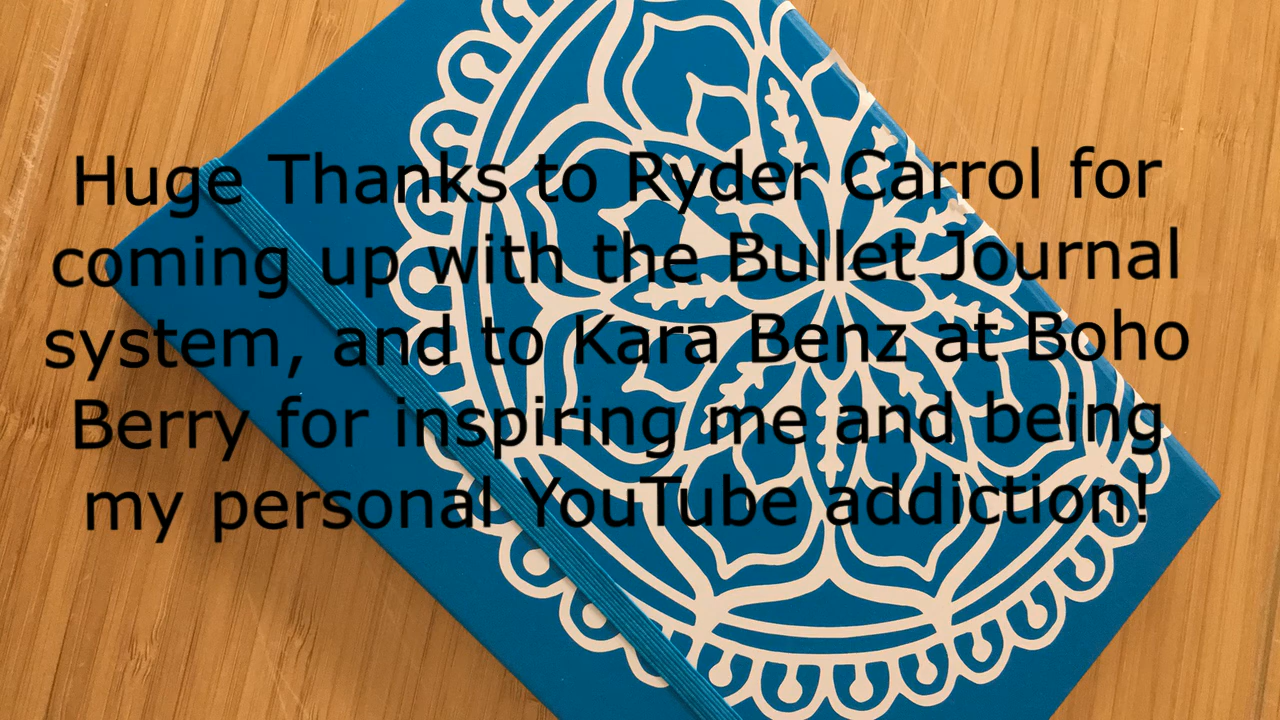 Huge Thanks to Ryder Carrol for
coming up with the Bullet Journal
system, and to Kara Benz at Boho
Berry for inspiring me and being
my personal YouTube addiction!